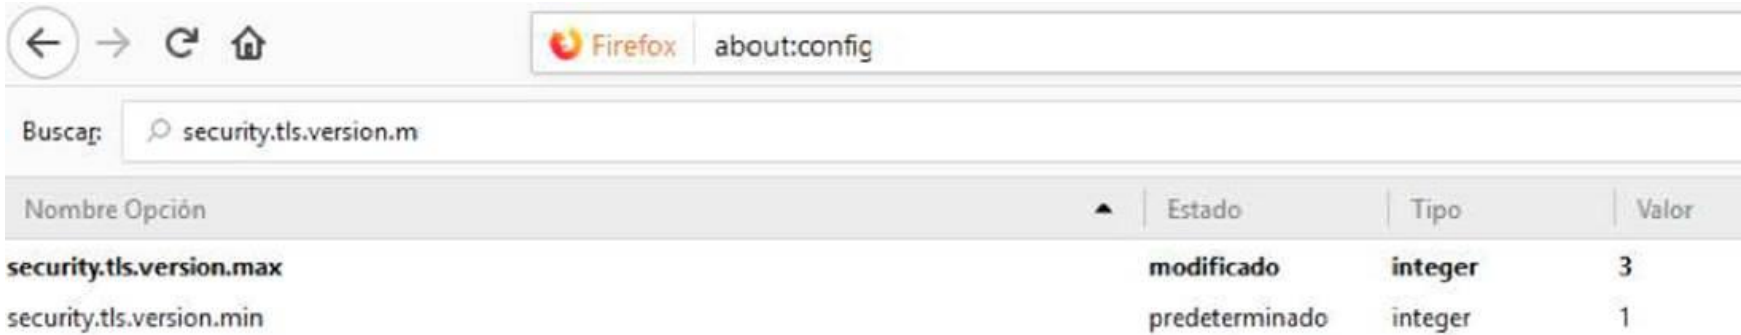 Firefox about:config
Buscar: security.tls.version.m
Nombre Opción Estado Tipo Valor
security.tls.version.max modificado integer 3
security.tls.version.min predeterminado integer 1